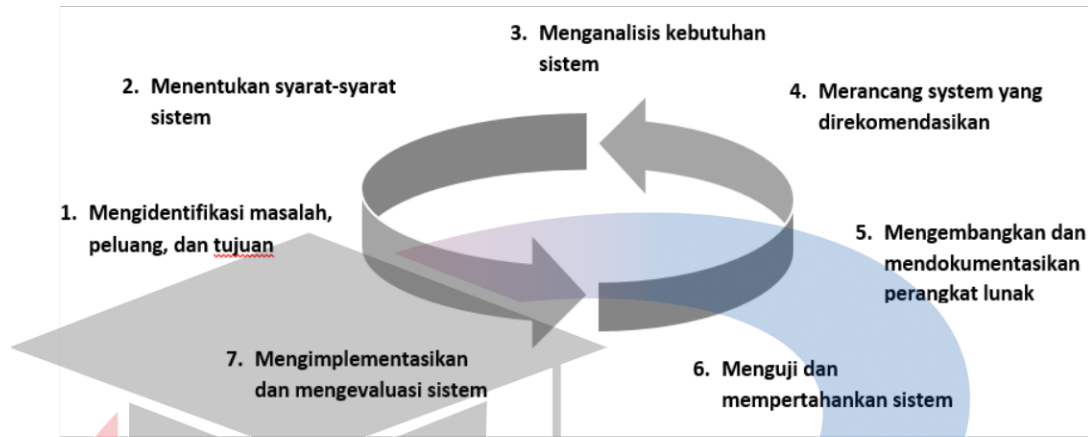 1. Mengidentifikasi masalah,
peluang, dan tujuan
2. Menentukan syarat-syarat
sistem
3. Menganalisis kebutuhan
sistem
4. Merancang system yang
direkomendasikan
5. Mengembangkan dan
mendokumentasikan
perangkat lunak
6. Menguji dan
mempertahankan sistem
7. Mengimplementasikan
dan mengevaluasi sistem